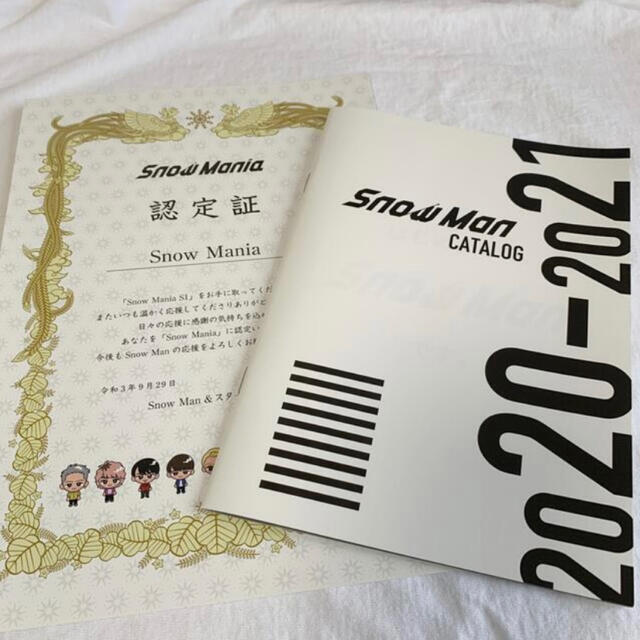 Snow Mania
認定証
Snow Mania
「Snow Mania S1」をお手に取ってくだ
またいつも温かく応援してくださりありがと
日々の応援に感謝の気持ちを込め
あなたを「Snow Mania」に認定い
今後も Snow Man の応援をよろしくお
令和3年9月29日
Snow Man & スタ
Snow Man
CATALOG
2020-2021